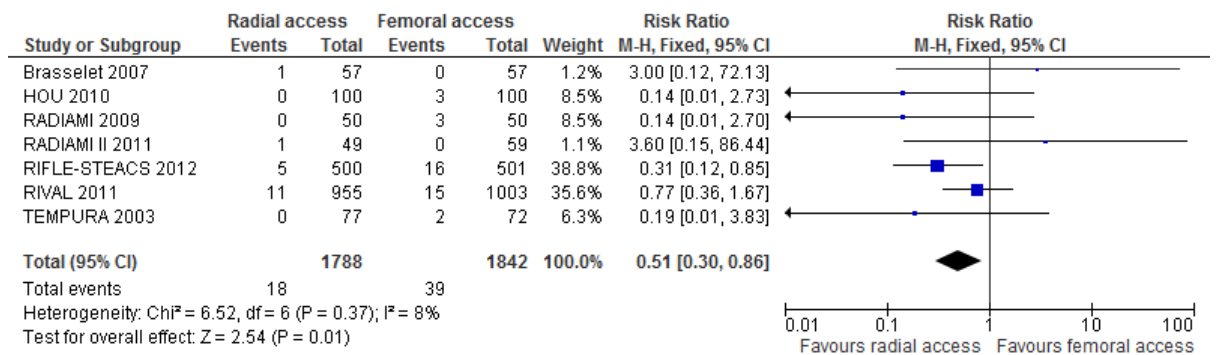 Radial access Femoral access Risk Ratio Risk Ratio
Study or Subgroup Events Total Events Total Weight M-H, Fixed, 95% CI M-H, Fixed, 95% CI
Brasselet 2007 1 57 0 57 1.2% 3.00 [0.12, 72.13]
HOU 2010 0 100 3 100 8.5% 0.14 [0.01, 2.73]
RADIAMI 2009 0 50 3 50 8.5% 0.14 [0.01, 2.70]
RADIAMI II 2011 1 49 0 59 1.1% 3.60 [0.15, 86.44]
RIFLE-STEACS 2012 5 500 16 501 38.8% 0.31 [0.12, 0.85]
RIVAL 2011 11 955 15 1003 35.6% 0.77 [0.36, 1.67]
TEMPURA 2003 0 77 2 72 6.3% 0.19 [0.01, 3.83]
Total (95% CI) 1788 1842 100.0% 0.51 [0.30, 0.86]
Total events 18 39
Heterogeneity: Chi² = 6.52, df = 6 (P = 0.37); I² = 8%
Test for overall effect: Z = 2.54 (P = 0.01)
0.01 0.1 1 10 100
Favours radial access Favours femoral access